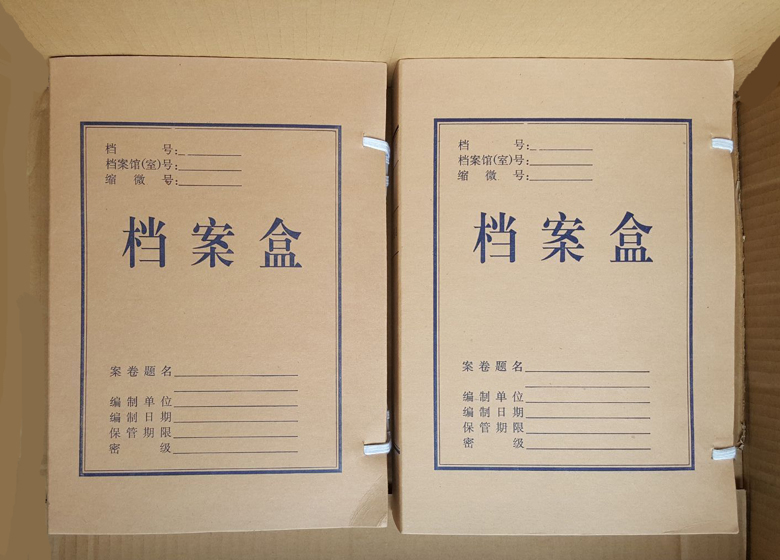 档 号:
档案馆(室)号:
缩 微 号:
档案盒
案卷题名
编制单位
编制日期
保管期限
密 级
档 号:
档案馆(室)号:
缩 微 号:
档案盒
案卷题名
编制单位
编制日期
保管期限
密 级